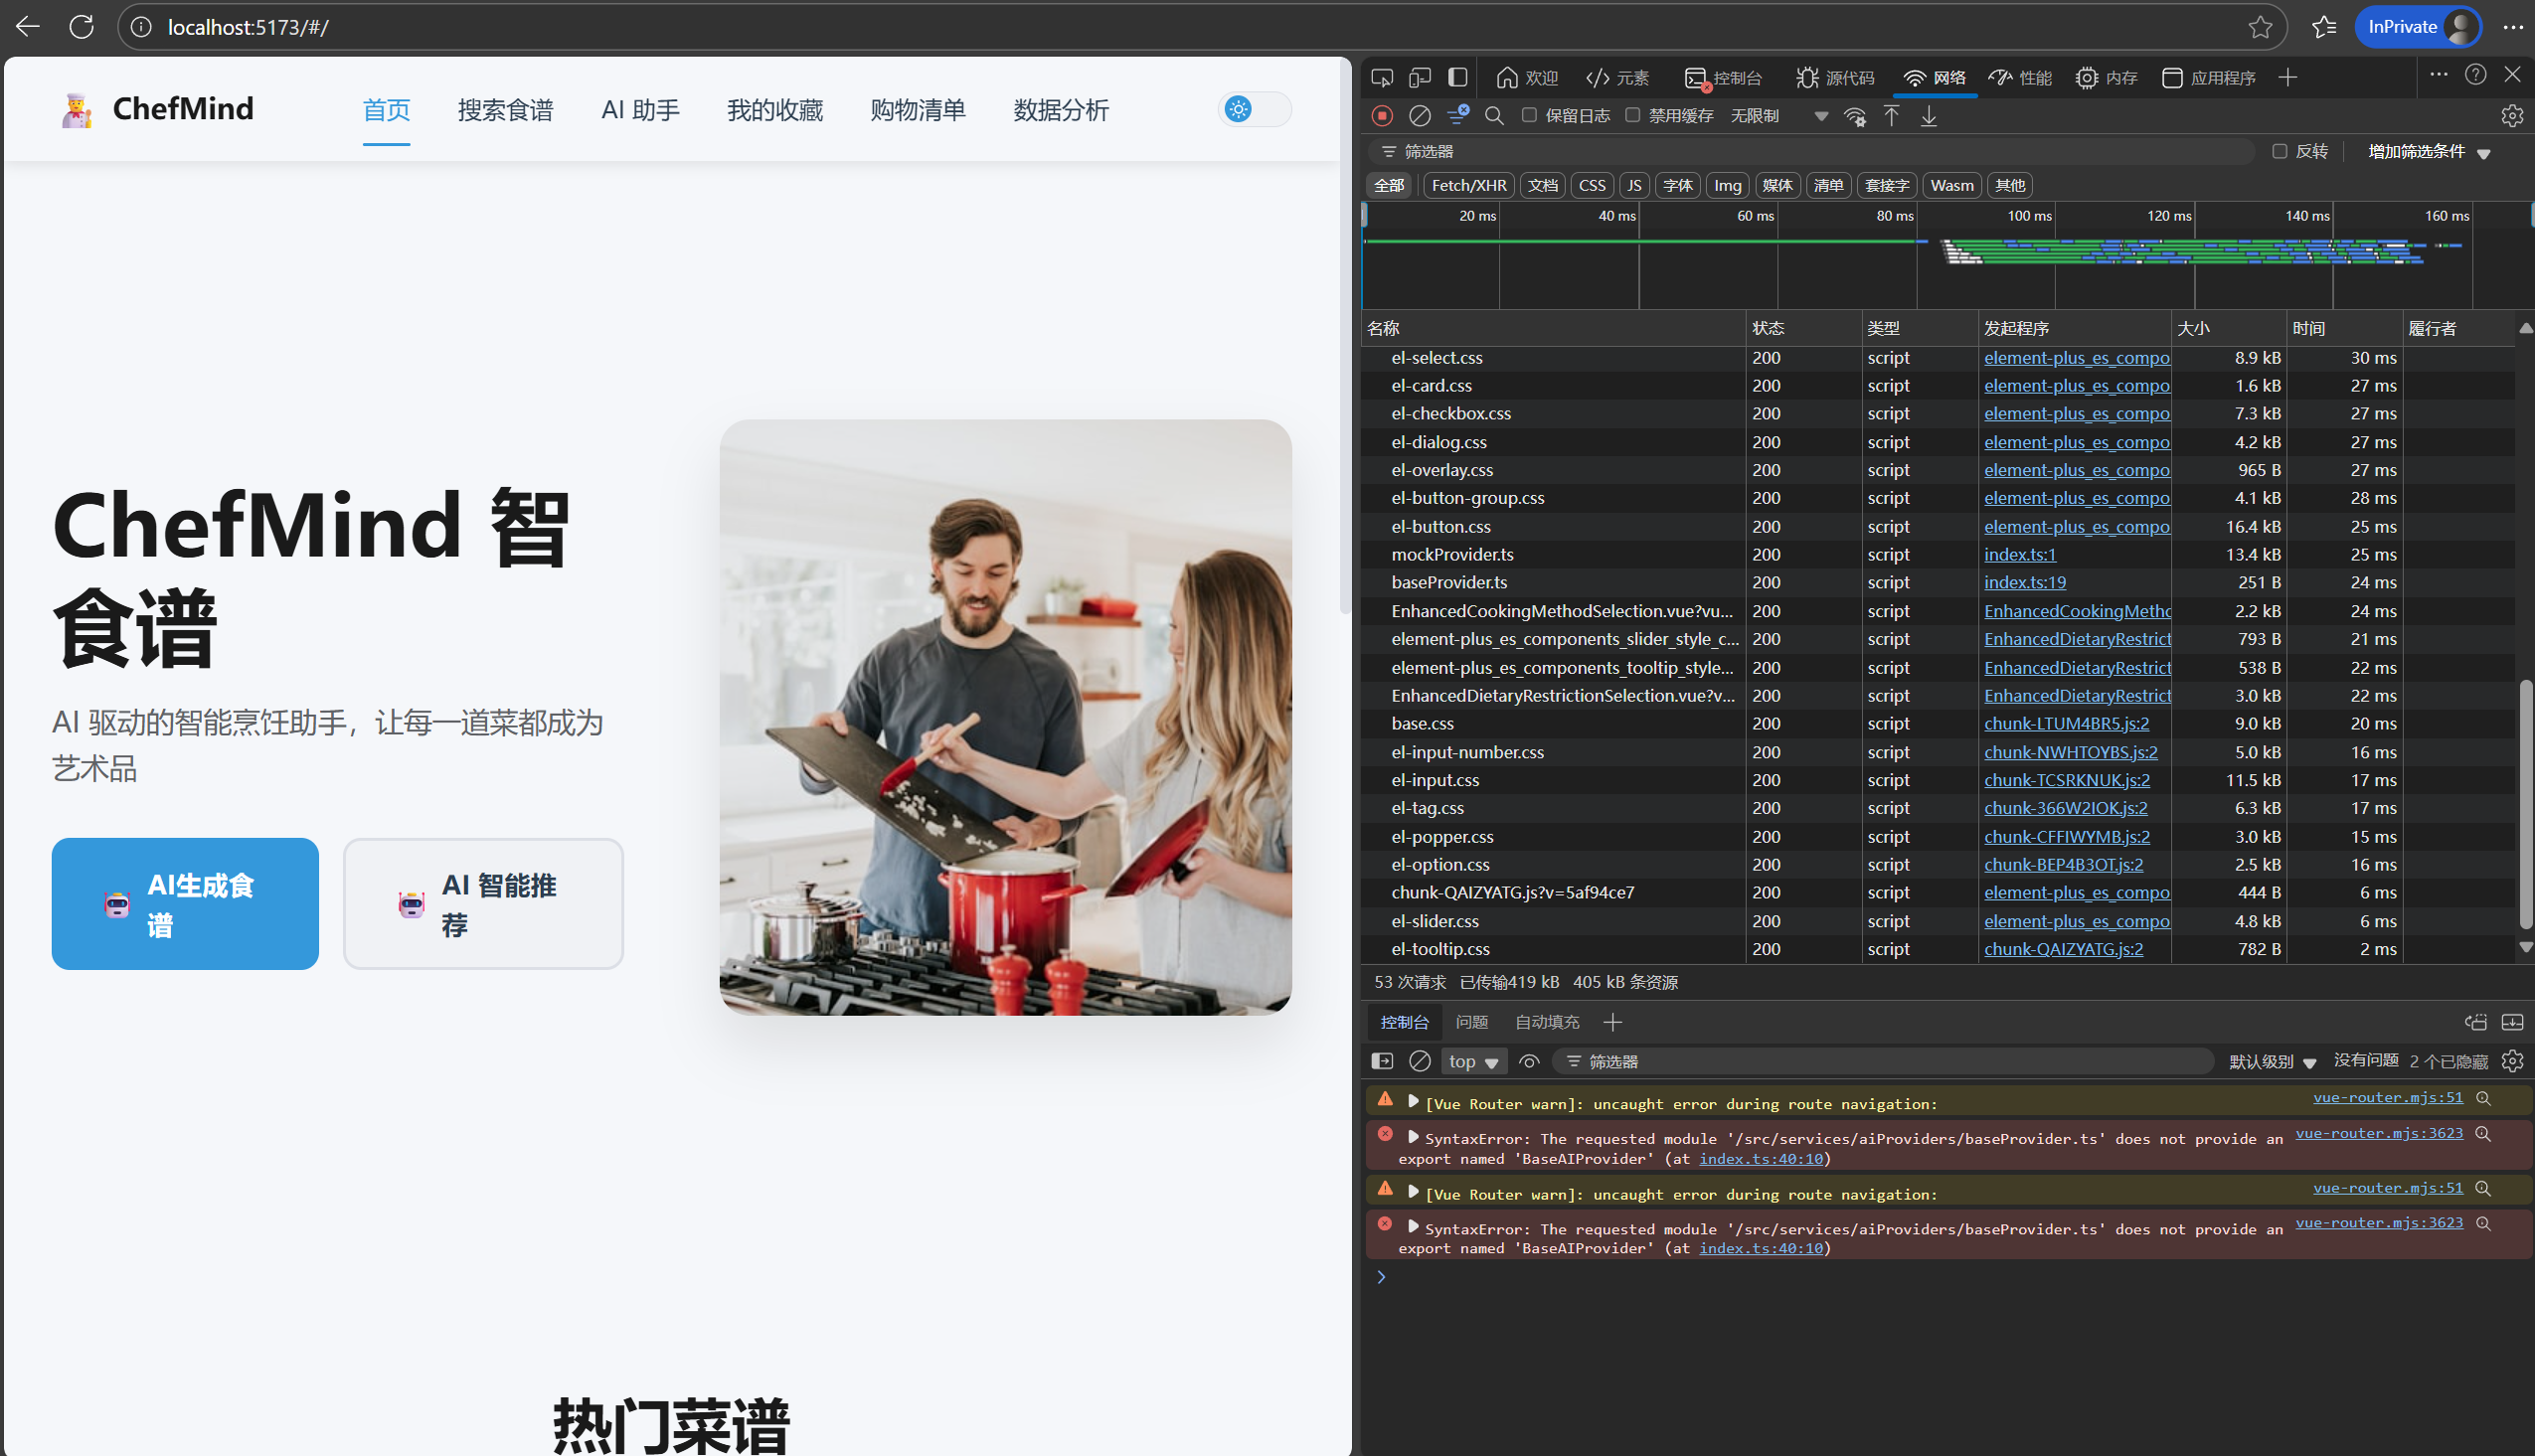 localhost:5173/#/
InPrivate
ChefMind
首页
搜索食谱
AI 助手
我的收藏
购物清单
数据分析
ChefMind 智
食谱
AI 驱动的智能烹饪助手，让每一道菜都成为
艺术品
AI生成食
谱
AI 智能推
荐
热门菜谱
欢迎
元素
控制台
源代码
网络
性能
内存
应用程序
保留日志
禁用缓存
无限制
筛选器
反转
增加筛选条件
全部 Fetch/XHR 文档 CSS JS 字体 Img 媒体 清单 套接字 Wasm 其他
20 ms 40 ms 60 ms 80 ms 100 ms 120 ms 140 ms 160 ms
名称 状态 类型 发起程序 大小 时间 履行者
el-select.css 200 script element-plus_es_compo 8.9 kB 30 ms
el-card.css 200 script element-plus_es_compo 1.6 kB 27 ms
el-checkbox.css 200 script element-plus_es_compo 7.3 kB 27 ms
el-dialog.css 200 script element-plus_es_compo 4.2 kB 27 ms
el-overlay.css 200 script element-plus_es_compo 965 B 27 ms
el-button-group.css 200 script element-plus_es_compo 4.1 kB 28 ms
el-button.css 200 script element-plus_es_compo 16.4 kB 25 ms
mockProvider.ts 200 script index.ts:1 13.4 kB 25 ms
baseProvider.ts 200 script index.ts:19 251 B 24 ms
EnhancedCookingMethodSelection.vue?vu... 200 script EnhancedCookingMetho 2.2 kB 24 ms
element-plus_es_components_slider_style_c... 200 script EnhancedDietaryRestrict 793 B 21 ms
element-plus_es_components_tooltip_style... 200 script EnhancedDietaryRestrict 538 B 22 ms
EnhancedDietaryRestrictionSelection.vue?v... 200 script EnhancedDietaryRestrict 3.0 kB 22 ms
base.css 200 script chunk-LTUM4BR5.js:2 9.0 kB 20 ms
el-input-number.css 200 script chunk-NWHTOYBS.js:2 5.0 kB 16 ms
el-input.css 200 script chunk-TCSRKNUK.js:2 11.5 kB 17 ms
el-tag.css 200 script chunk-366W2IOK.js:2 6.3 kB 17 ms
el-popper.css 200 script chunk-CFFIWYMB.js:2 3.0 kB 15 ms
el-option.css 200 script chunk-BEP4B3OT.js:2 2.5 kB 16 ms
chunk-QAIZYATG.js?v=5af94ce7 200 script element-plus_es_compo 444 B 6 ms
el-slider.css 200 script element-plus_es_compo 4.8 kB 6 ms
el-tooltip.css 200 script chunk-QAIZYATG.js:2 782 B 2 ms
53 次请求 已传输419 kB 405 kB 条资源
控制台 问题 自动填充
top 筛选器 默认级别 没有问题 2 个已隐藏
[Vue Router warn]: uncaught error during route navigation: vue-router.mjs:51
SyntaxError: The requested module '/src/services/aiProviders/baseProvider.ts' does not provide an vue-router.mjs:3623
export named 'BaseAIProvider' (at index.ts:40:10)
[Vue Router warn]: uncaught error during route navigation: vue-router.mjs:51
SyntaxError: The requested module '/src/services/aiProviders/baseProvider.ts' does not provide an vue-router.mjs:3623
export named 'BaseAIProvider' (at index.ts:40:10)